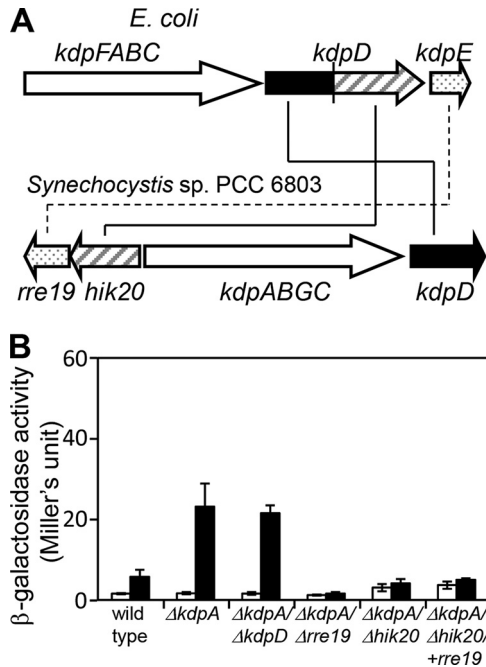 A
E. coli
kdpFABC kdpD kdpE
Synechocystis sp. PCC 6803
rre19 hik20 kdpABGC kdpD
B
β-galactosidase activity
(Miller's unit)
60
40
20
0
wild
type
ΔkdpA
ΔkdpA/
ΔkdpD
ΔkdpA/
Δrre19
ΔkdpA/
Δhik20
ΔkdpA/
Δhik20/
+rre19